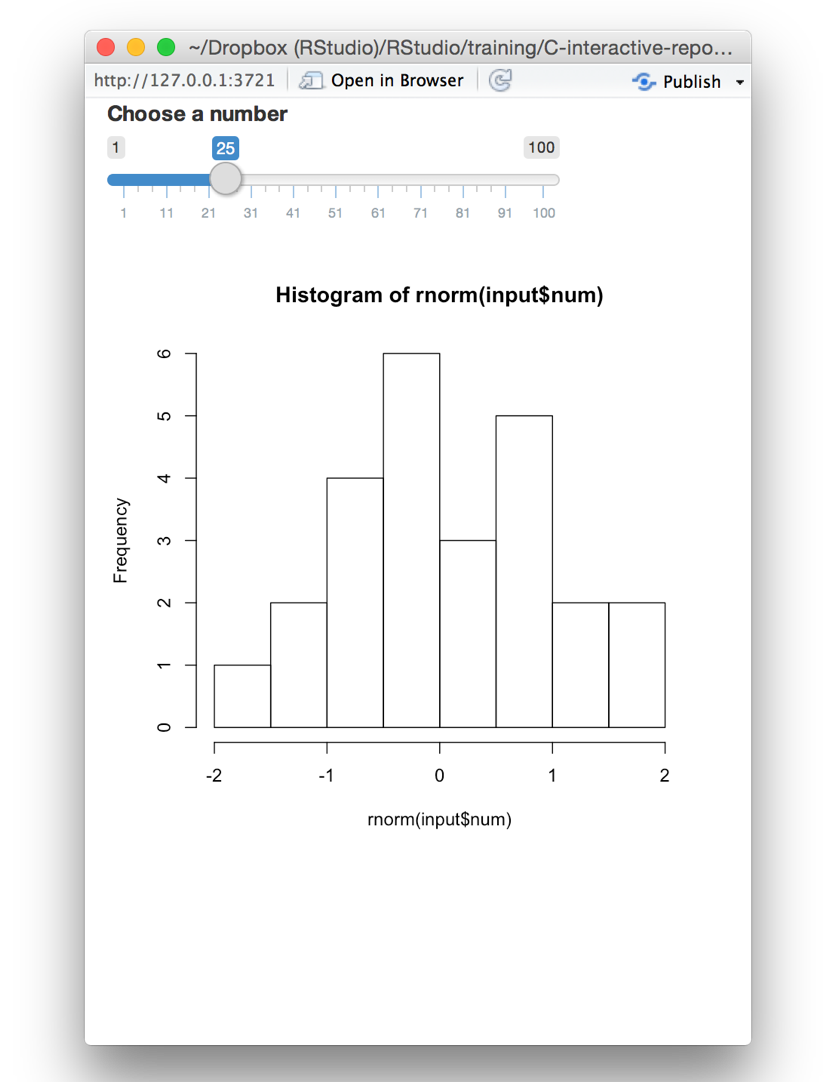 ~/Dropbox (RStudio)/RStudio/training/C-interactive-repo…
http://127.0.0.1:3721 Open in Browser Publish
Choose a number
1 25 100
1 11 21 31 41 51 61 71 81 91 100
Histogram of rnorm(input$num)
6
5
4
3
2
1
0
Frequency
-2 -1 0 1 2
rnorm(input$num)